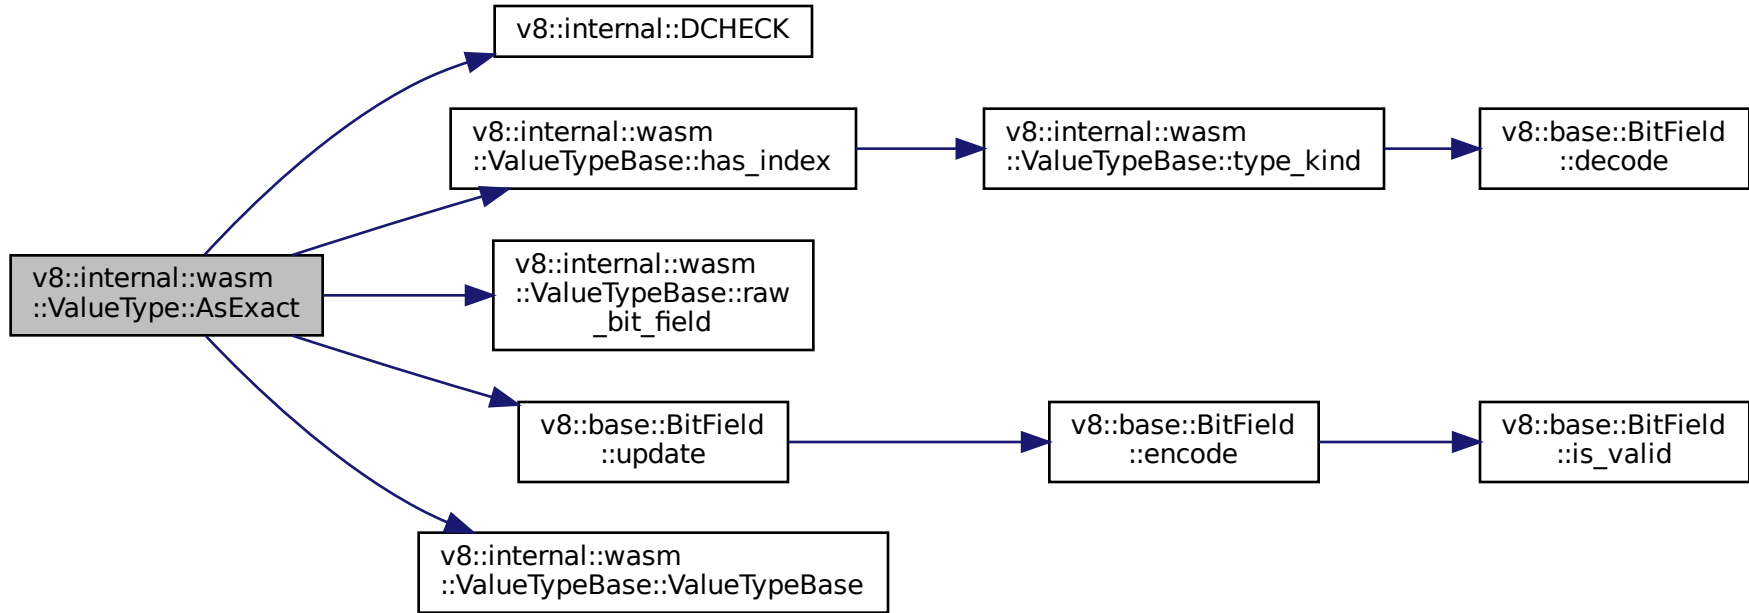 v8::internal::DCHECK
v8::internal::wasm
::ValueTypeBase::has_index
v8::internal::wasm
::ValueTypeBase::type_kind
v8::base::BitField
::decode
v8::internal::wasm
::ValueType::AsExact
v8::internal::wasm
::ValueTypeBase::raw
_bit_field
v8::base::BitField
::update
v8::base::BitField
::encode
v8::base::BitField
::is_valid
v8::internal::wasm
::ValueTypeBase::ValueTypeBase